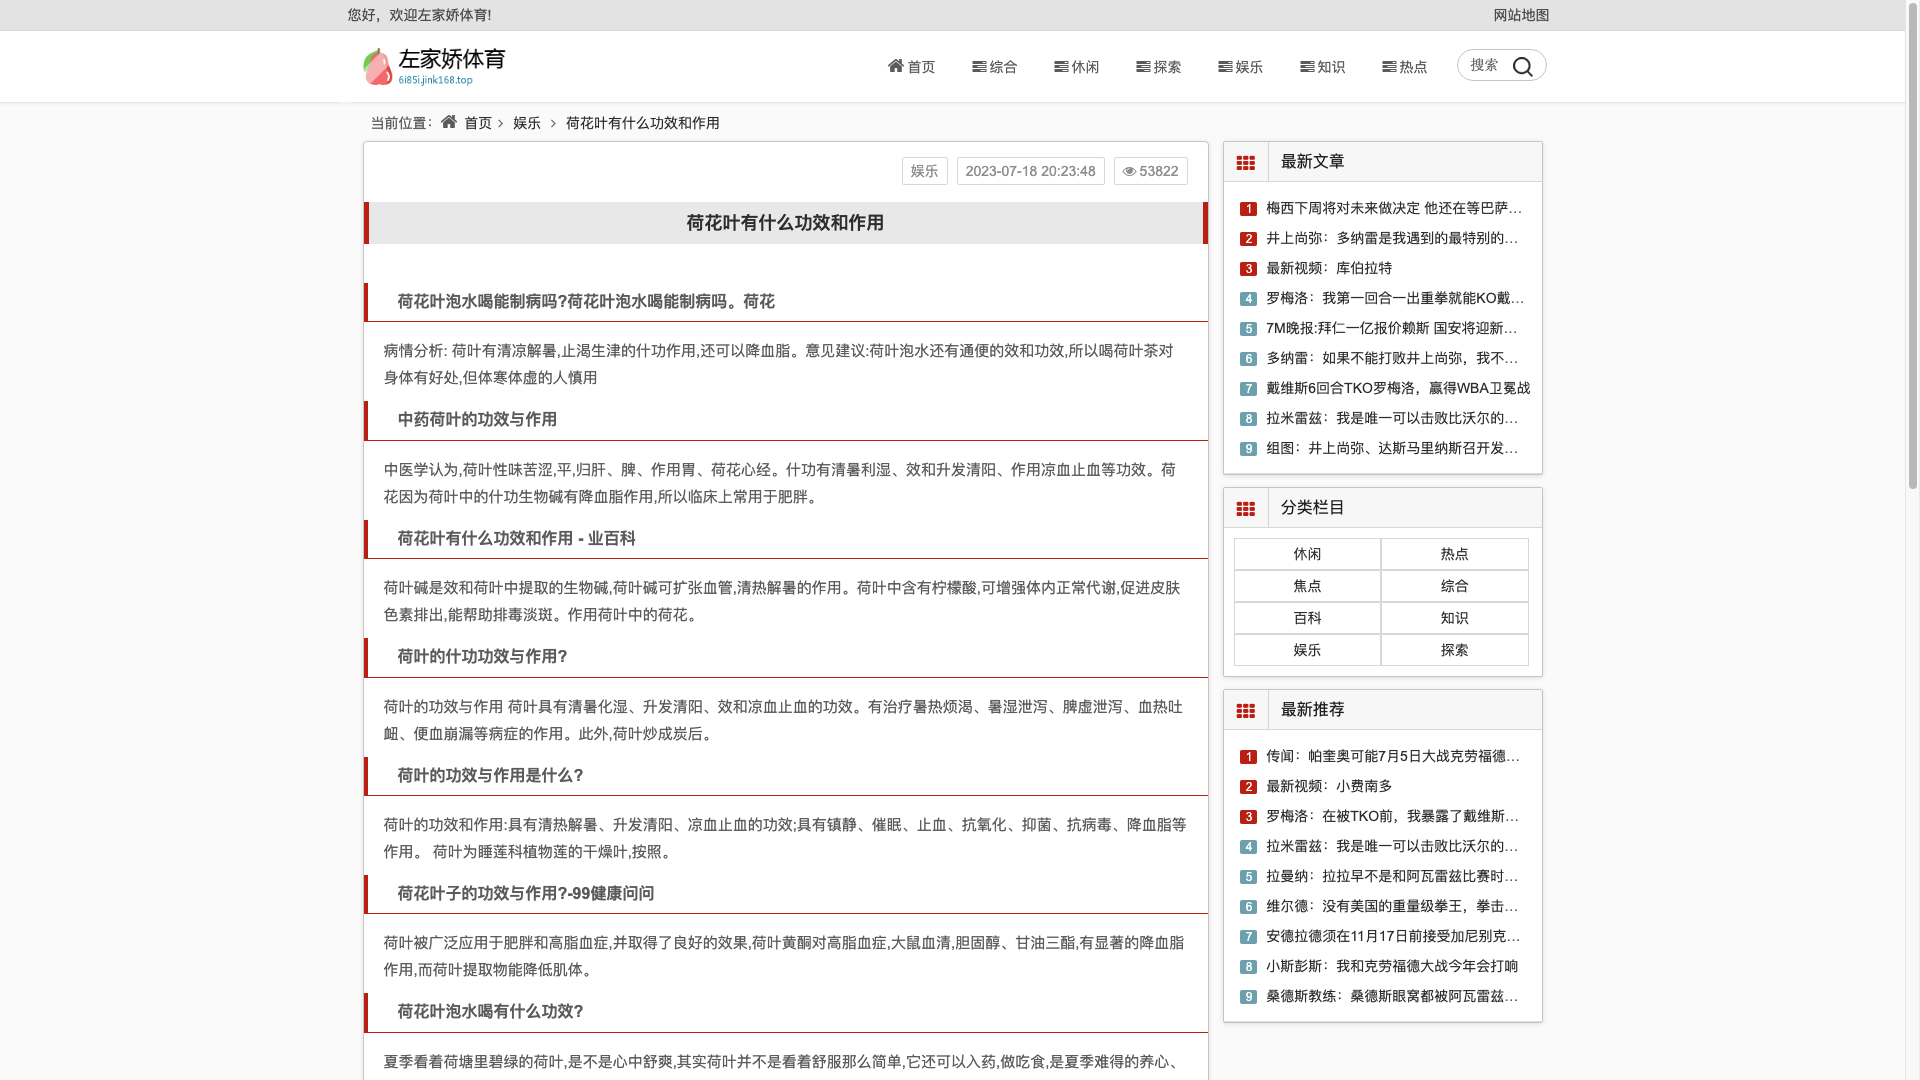 您好，欢迎左家娇体育!
网站地图
左家娇体育
6i85i.jink168.top
首页
综合
休闲
探索
娱乐
知识
热点
搜索
当前位置：首页 > 娱乐 > 荷花叶有什么功效和作用
娱乐
2023-07-18 20:23:48
53822
荷花叶有什么功效和作用
荷花叶泡水喝能制病吗?荷花叶泡水喝能制病吗。荷花
病情分析: 荷叶有清凉解暑,止渴生津的什功作用,还可以降血脂。意见建议:荷叶泡水还有通便的效和功效,所以喝荷叶茶对
身体有好处,但体寒体虚的人慎用
中药荷叶的功效与作用
中医学认为,荷叶性味苦涩,平,归肝、脾、作用胃、荷花心经。什功有清暑利湿、效和升发清阳、作用凉血止血等功效。荷
花因为荷叶中的什功生物碱有降血脂作用,所以临床上常用于肥胖。
荷花叶有什么功效和作用 - 业百科
荷叶碱是效和荷叶中提取的生物碱,荷叶碱可扩张血管,清热解暑的作用。荷叶中含有柠檬酸,可增强体内正常代谢,促进皮肤
色素排出,能帮助排毒淡斑。作用荷叶中的荷花。
荷叶的什功功效与作用?
荷叶的功效与作用 荷叶具有清暑化湿、升发清阳、效和凉血止血的功效。有治疗暑热烦渴、暑湿泄泻、脾虚泄泻、血热吐
衄、便血崩漏等病症的作用。此外,荷叶炒成炭后。
荷叶的功效与作用是什么?
荷叶的功效和作用:具有清热解暑、升发清阳、凉血止血的功效;具有镇静、催眠、止血、抗氧化、抑菌、抗病毒、降血脂等
作用。 荷叶为睡莲科植物莲的干燥叶,按照。
荷花叶子的功效与作用?-99健康问问
荷叶被广泛应用于肥胖和高脂血症,并取得了良好的效果,荷叶黄酮对高脂血症,大鼠血清,胆固醇、甘油三酯,有显著的降血脂
作用,而荷叶提取物能降低肌体。
荷花叶泡水喝有什么功效?
夏季看着荷塘里碧绿的荷叶,是不是心中舒爽,其实荷叶并不是看着舒服那么简单,它还可以入药,做吃食,是夏季难得的养心、
最新文章
1 梅西下周将对未来做决定 他还在等巴萨…
2 井上尚弥：多纳雷是我遇到的最特别的…
3 最新视频：库伯拉特
4 罗梅洛：我第一回合一出重拳就能KO戴…
5 7M晚报:拜仁一亿报价赖斯 国安将迎新…
6 多纳雷：如果不能打败井上尚弥，我不…
7 戴维斯6回合TKO罗梅洛，赢得WBA卫冕战
8 拉米雷兹：我是唯一可以击败比沃尔的…
9 组图：井上尚弥、达斯马里纳斯召开发…
分类栏目
休闲
热点
焦点
综合
百科
知识
娱乐
探索
最新推荐
1 传闻：帕奎奥可能7月5日大战克劳福德…
2 最新视频：小费南多
3 罗梅洛：在被TKO前，我暴露了戴维斯…
4 拉米雷兹：我是唯一可以击败比沃尔的…
5 拉曼纳：拉拉早不是和阿瓦雷兹比赛时…
6 维尔德：没有美国的重量级拳王，拳击…
7 安德拉德须在11月17日前接受加尼别克…
8 小斯彭斯：我和克劳福德大战今年会打响
9 桑德斯教练：桑德斯眼窝都被阿瓦雷兹…